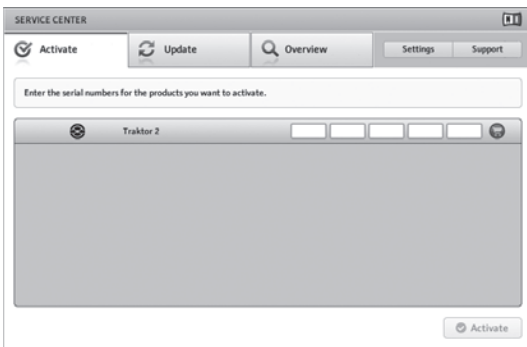 SERVICE CENTER
Activate
Update
Overview
Settings
Support
Enter the serial numbers for the products you want to activate.
Traktor 2
Activate